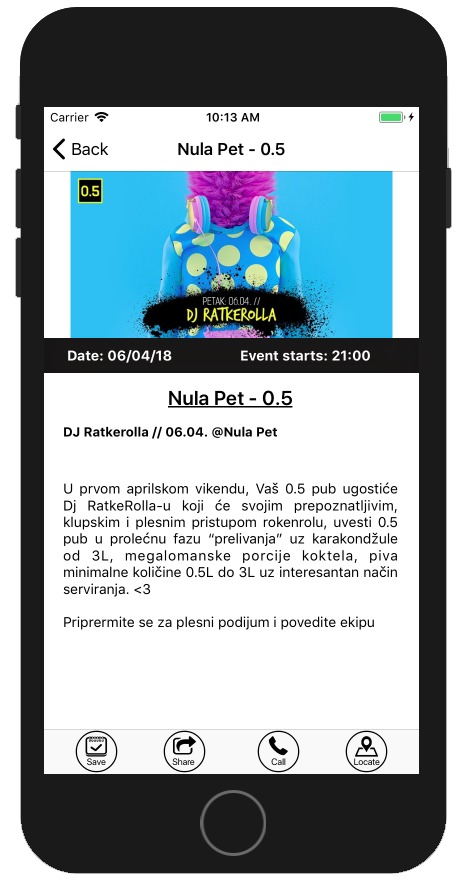 Carrier 10:13 AM
Back Nula Pet - 0.5
0.5
PETAK: 06.04. //
DJ RATKEROLLA
Date: 06/04/18 Event starts: 21:00
Nula Pet - 0.5
DJ Ratkerolla // 06.04. @Nula Pet
U prvom aprilskom vikendu, Vaš 0.5 pub ugostiće
Dj RatkeRolla-u koji će svojim prepoznatljivim,
klupskim i plesnim pristupom rokenrolu, uvesti 0.5
pub u prolećnu fazu “prelivanja” uz karakondžule
od 3L, megalomanske porcije koktela, piva
minimalne količine 0.5L do 3L uz interesantan način
serviranja. <3
Priprermite se za plesni podijum i povedite ekipu
Save Share Call Locate